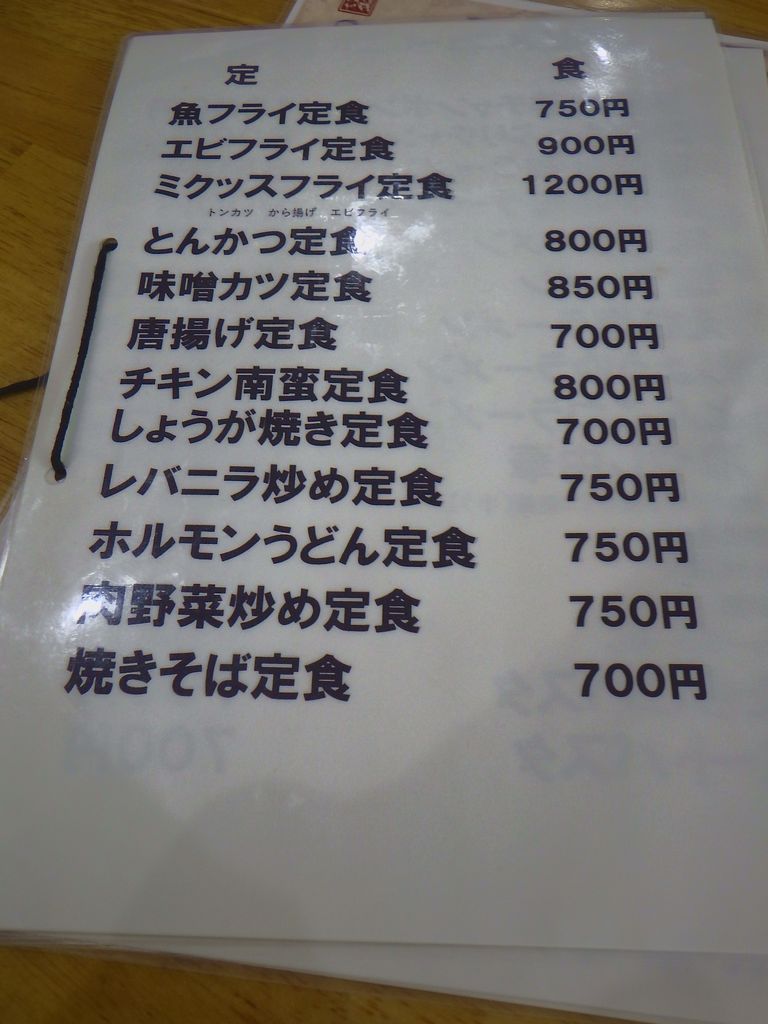 定 食
魚フライ定食 750円
エビフライ定食 900円
ミクッスフライ定食 1200円
トンカツ から揚げ エビフライ
とんかつ定食 800円
味噌カツ定食 850円
唐揚げ定食 700円
チキン南蛮定食 800円
しょうが焼き定食 700円
レバニラ炒め定食 750円
ホルモンうどん定食 750円
肉野菜炒め定食 750円
焼きそば定食 700円